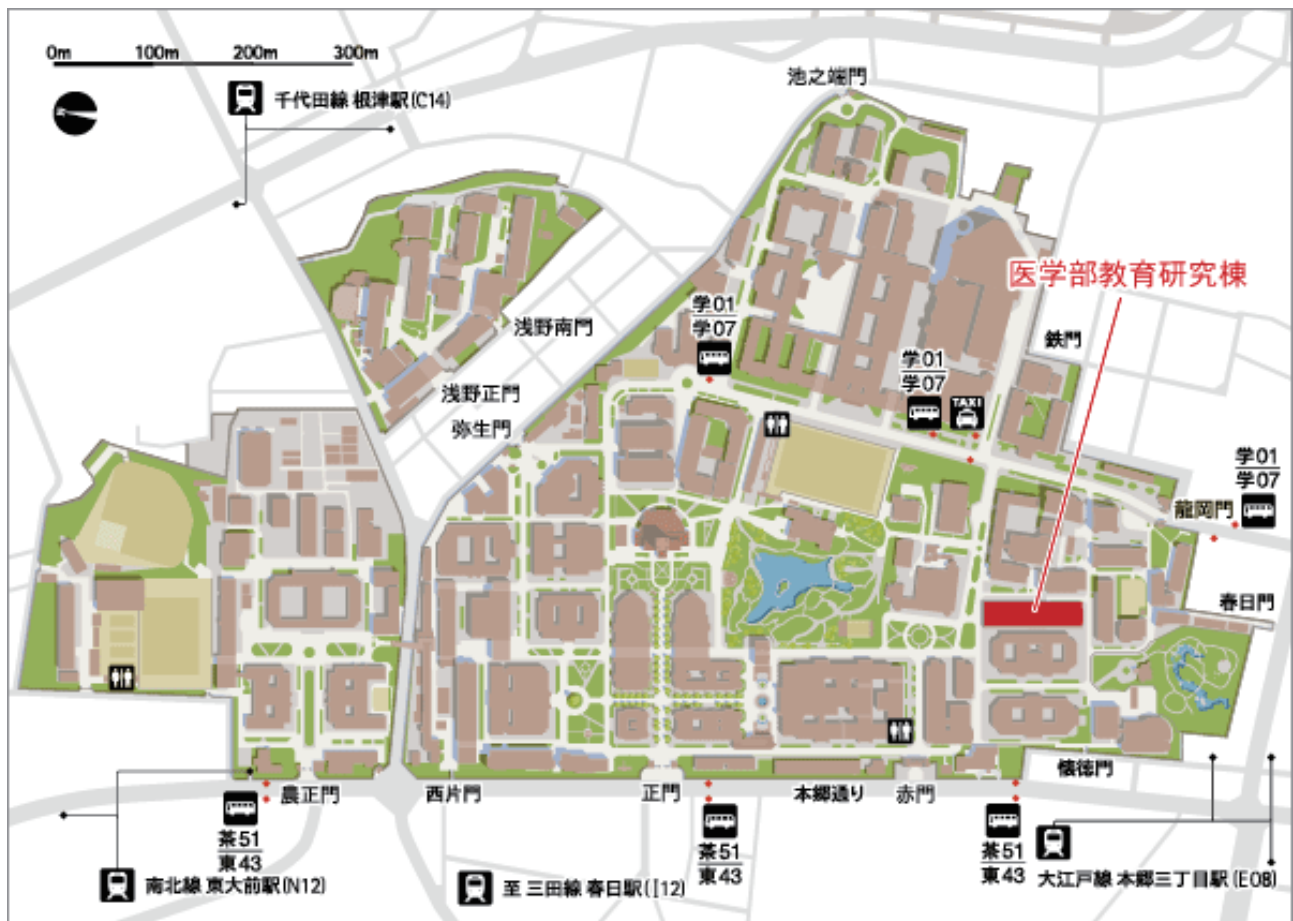 0m 100m 200m 300m
千代田線 根津駅(C14)
池之端門
医学部教育研究棟
学01
学07
浅野南門
鉄門
学01
学07
TAXI
浅野正門
弥生門
学01
学07
龍岡門
春日門
懐徳門
農正門
西片門
正門
本郷通り
赤門
茶51
東43
茶51
東43
茶51
東43
南北線 東大前駅(N12)
至 三田線 春日駅(I12)
大江戸線 本郷三丁目駅(E08)